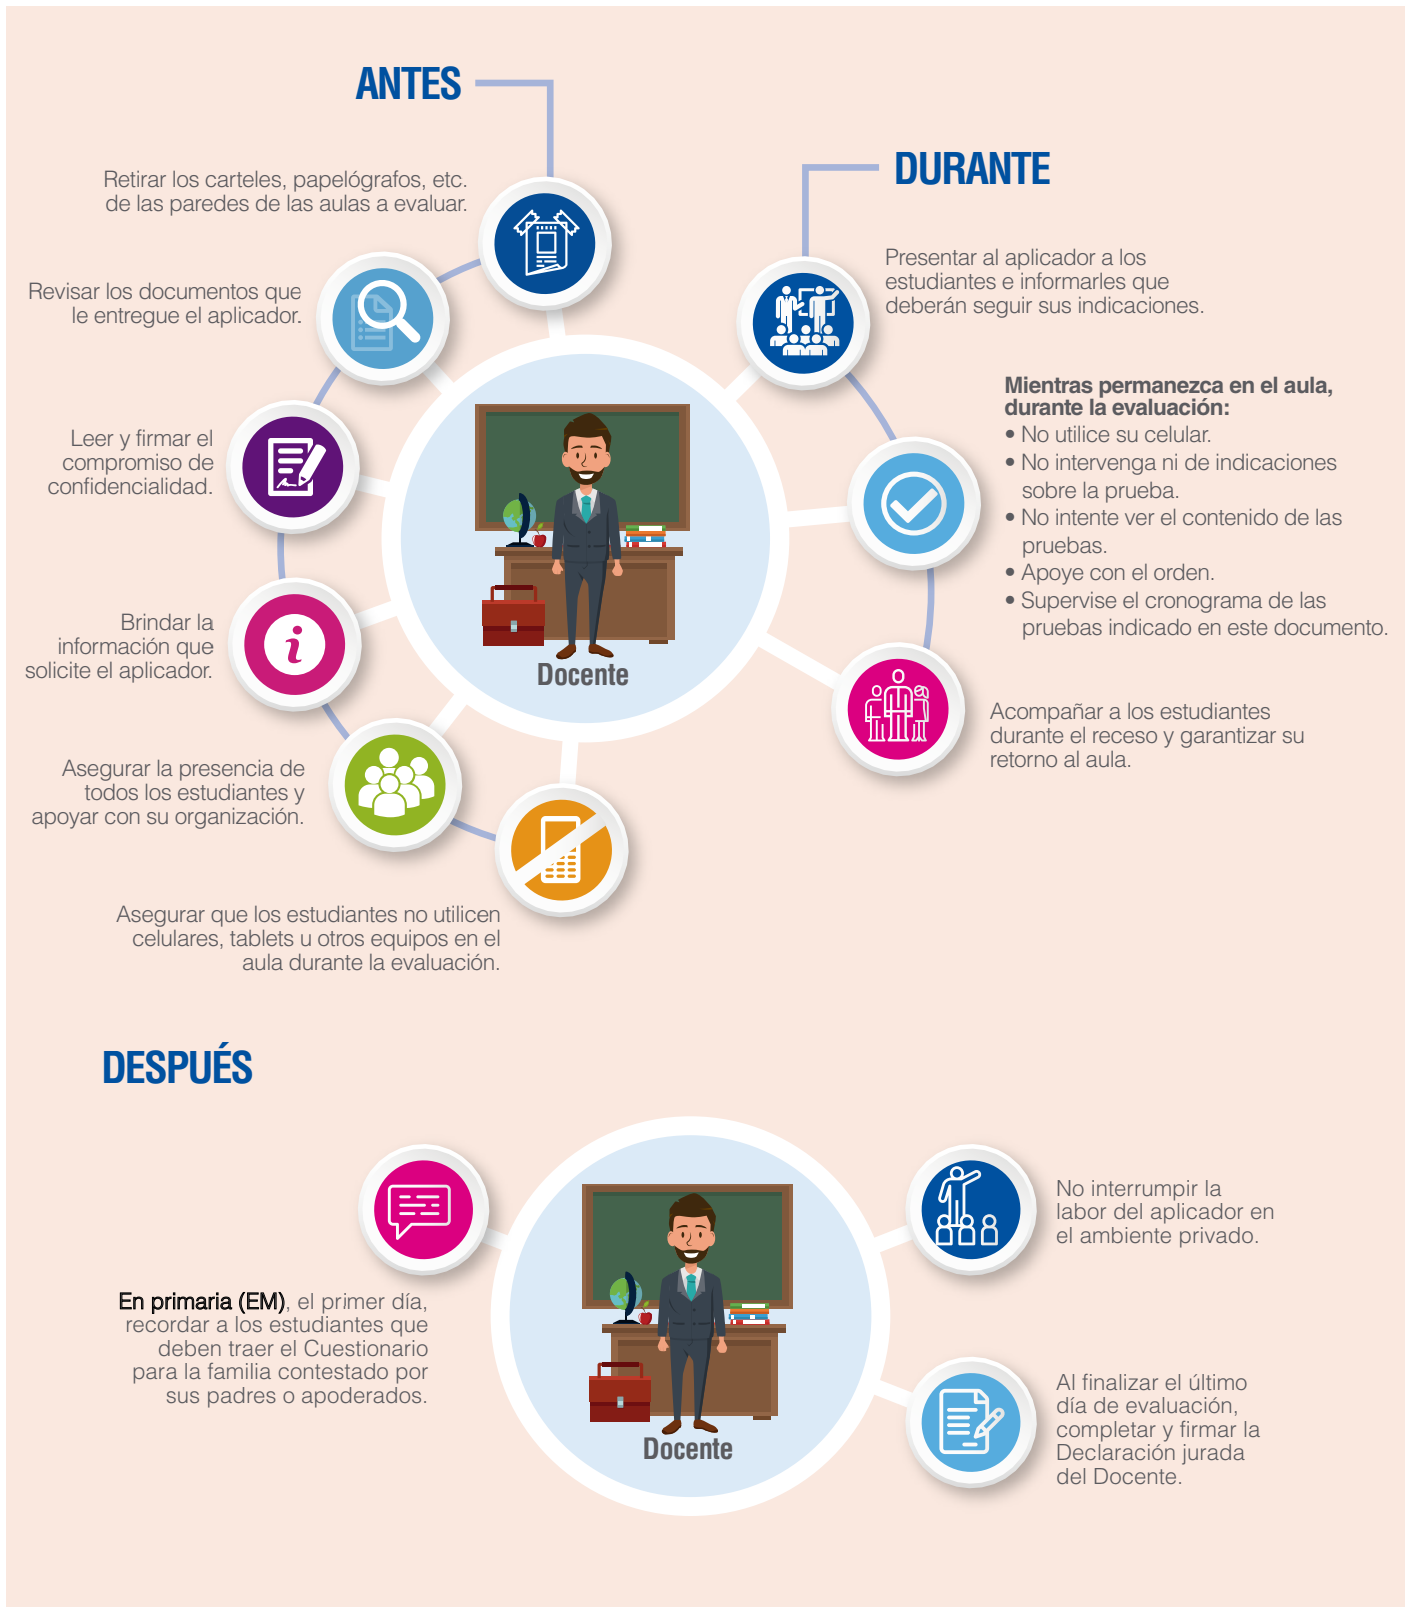 ANTES
Retirar los carteles, papelógrafos, etc.
de las paredes de las aulas a evaluar.
Revisar los documentos que
le entregue el aplicador.
Leer y firmar el
compromiso de
confidencialidad.
Brindar la
información que
solicite el aplicador.
Asegurar la presencia de
todos los estudiantes y
apoyar con su organización.
Asegurar que los estudiantes no utilicen
celulares, tablets u otros equipos en el
aula durante la evaluación.
Docente
DURANTE
Presentar al aplicador a los
estudiantes e informarles que
deberán seguir sus indicaciones.
Mientras permanezca en el aula,
durante la evaluación:
• No utilice su celular.
• No intervenga ni de indicaciones
sobre la prueba.
• No intente ver el contenido de las
pruebas.
• Apoye con el orden.
• Supervise el cronograma de las
pruebas indicado en este documento.
Acompañar a los estudiantes
durante el receso y garantizar su
retorno al aula.
DESPUÉS
En primaria (EM), el primer día,
recordar a los estudiantes que
deben traer el Cuestionario
para la familia contestado por
sus padres o apoderados.
Docente
No interrumpir la
labor del aplicador en
el ambiente privado.
Al finalizar el último
día de evaluación,
completar y firmar la
Declaración jurada
del Docente.